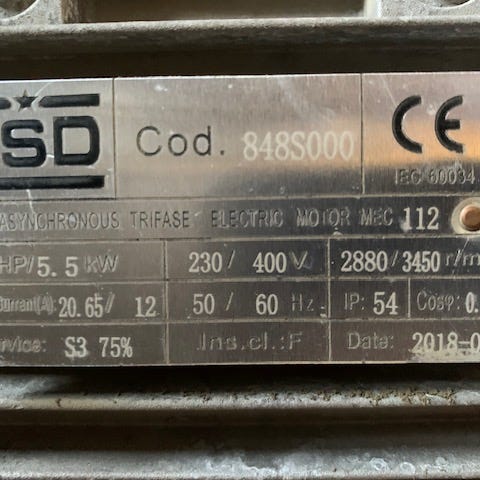 SD Cod. 848S000 CE
IEC 60034
ASYNCHRONOUS TRIFASE ELECTRIC MOTOR MEC 112
HP/5.5 kW 230/ 400 V 2880/3450 r/m
Current(A): 20.65/ 12 50/ 60 Hz IP: 54 Cosφ: 0.
rvice: S3 75% Ins.cl.:F Date: 2018-0